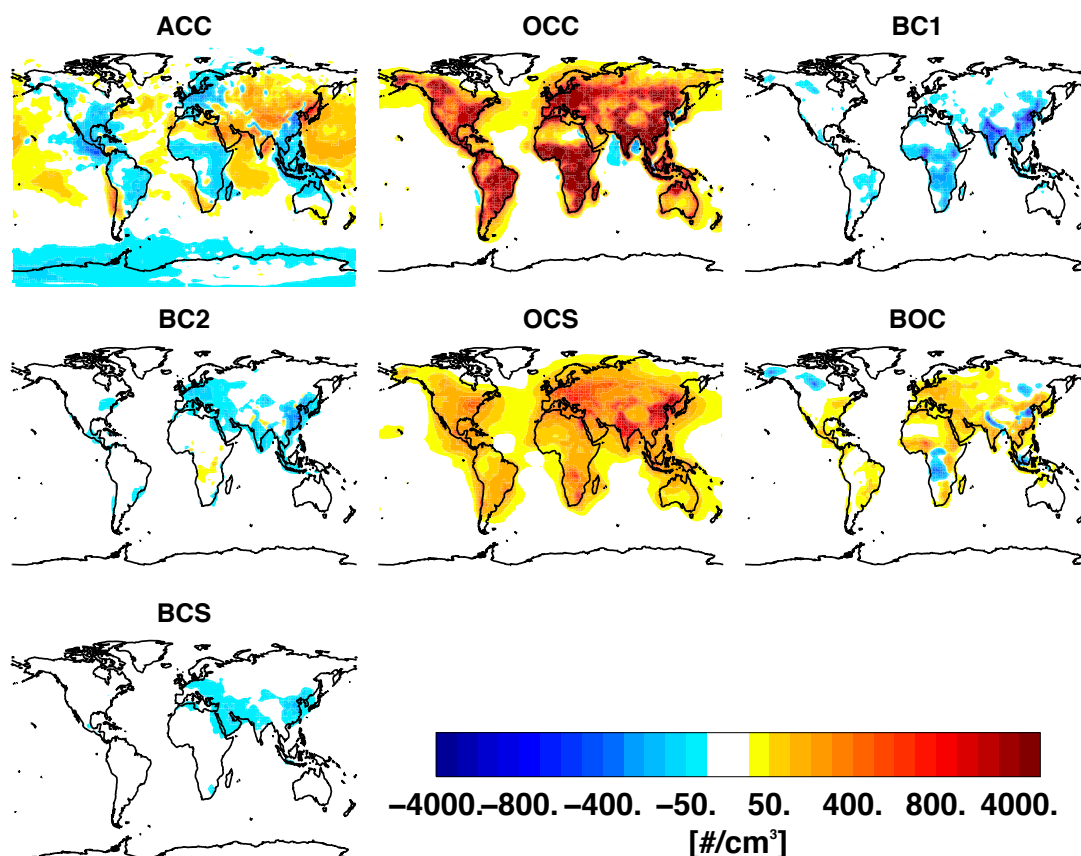 ACC OCC BC1
BC2 OCS BOC
BCS
−4000. −800. −400. −50. 50. 400. 800. 4000.
[#/cm³]